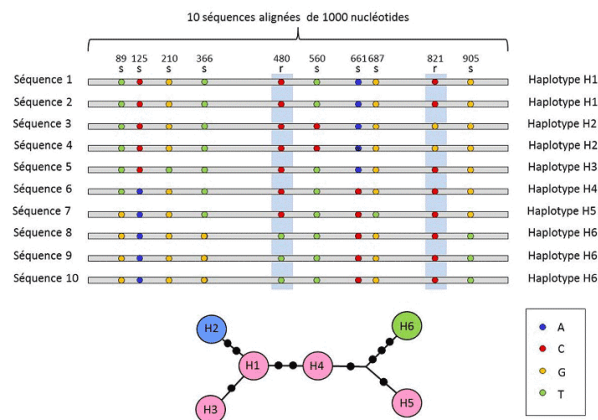 10 séquences alignées de 1000 nucléotides
89 125 210 366 480 560 661 687 821 905
s s s s r s s s r s
Séquence 1 Haplotype H1
Séquence 2 Haplotype H1
Séquence 3 Haplotype H2
Séquence 4 Haplotype H2
Séquence 5 Haplotype H3
Séquence 6 Haplotype H4
Séquence 7 Haplotype H5
Séquence 8 Haplotype H6
Séquence 9 Haplotype H6
Séquence 10 Haplotype H6
H2
H6
H1
H4
H3
H5
A
C
G
T